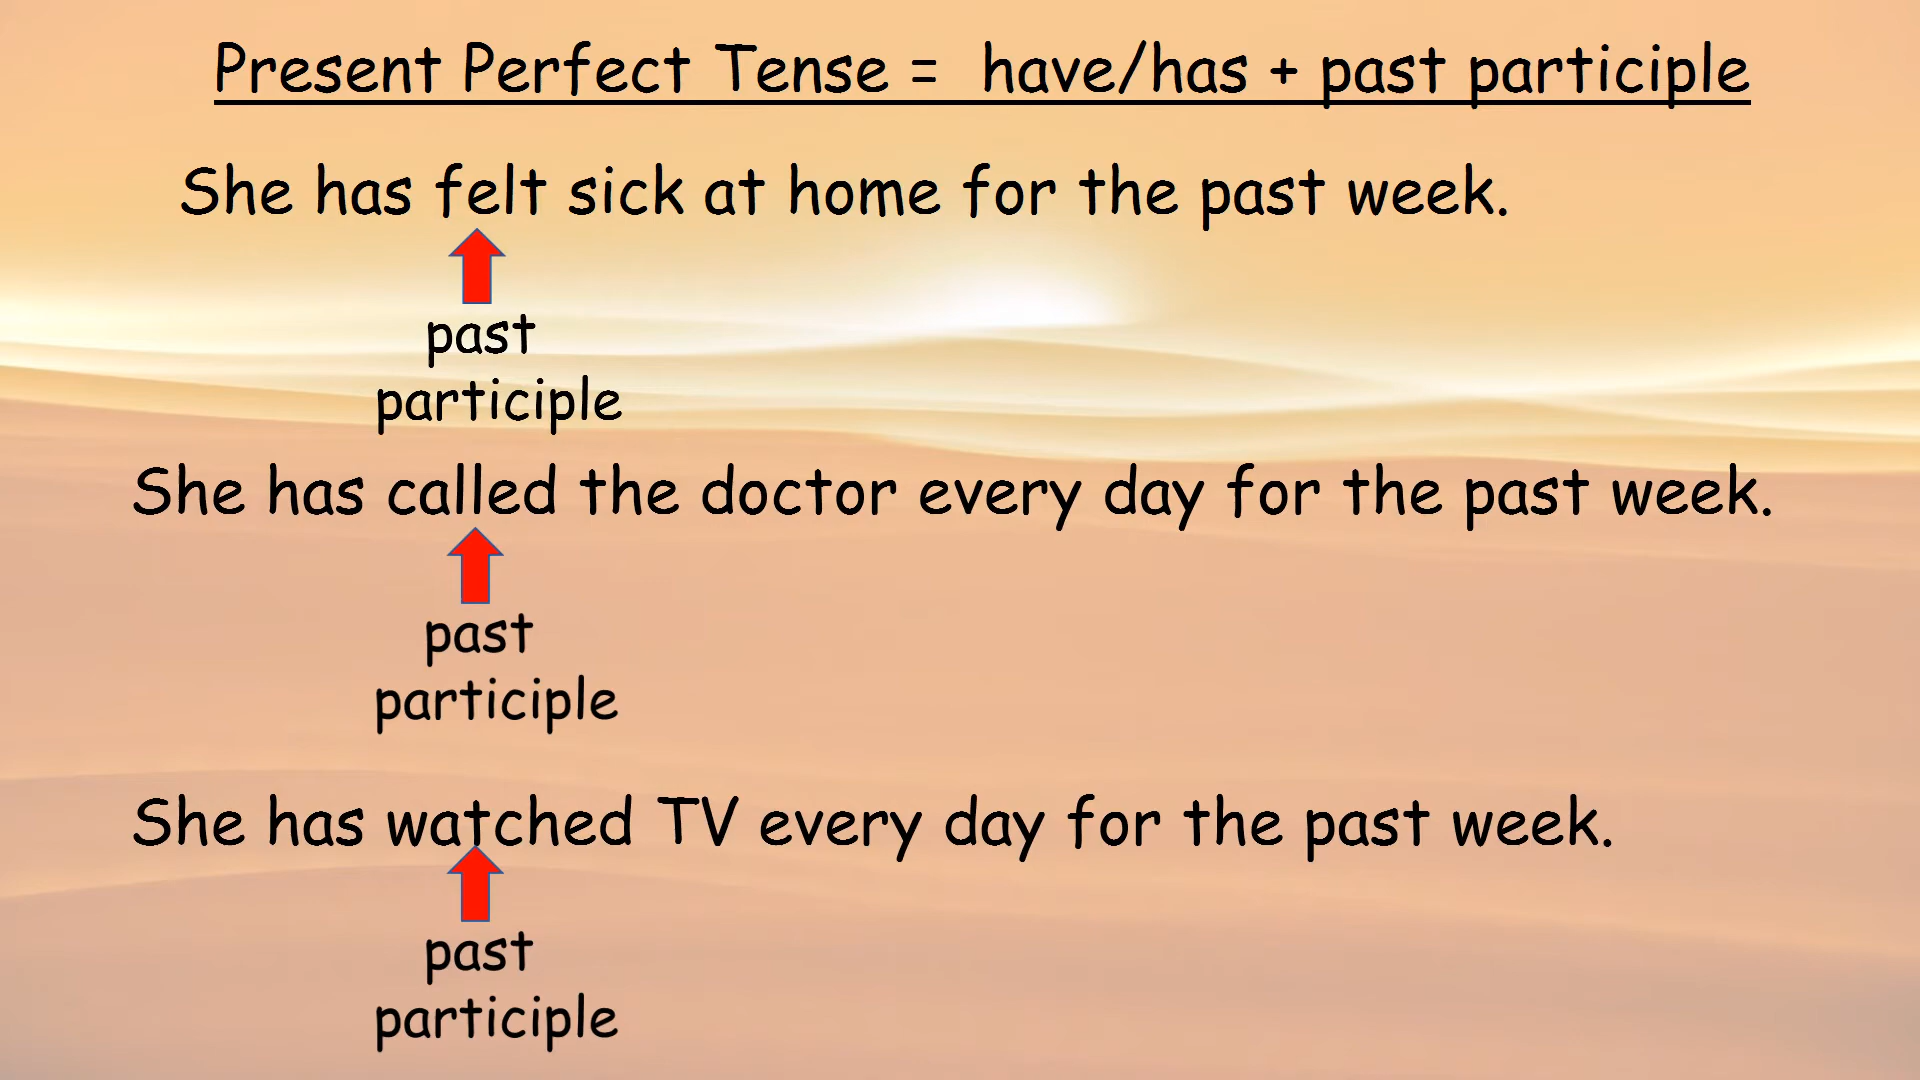 Present Perfect Tense = have/has + past participle
She has felt sick at home for the past week.
past
participle
She has called the doctor every day for the past week.
past
participle
She has watched TV every day for the past week.
past
participle